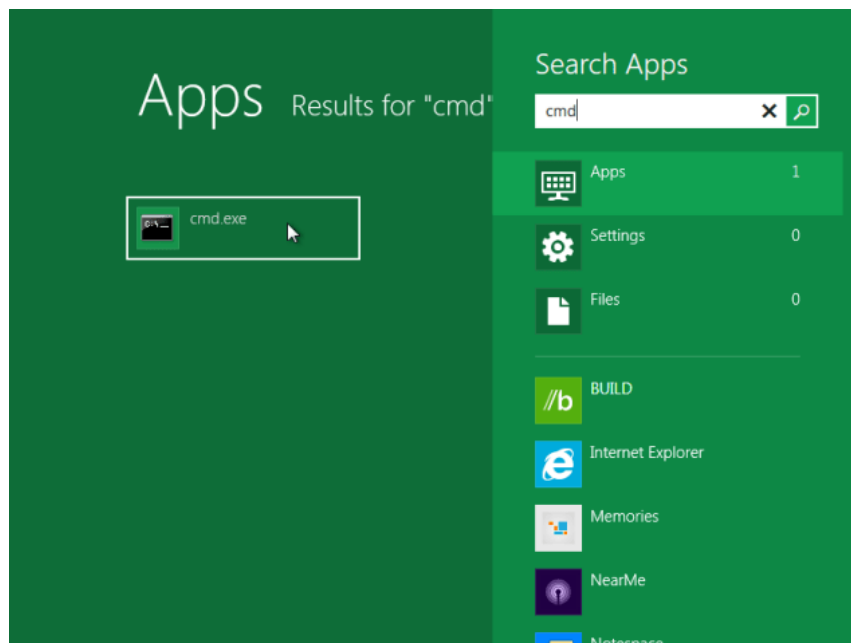 Apps Results for "cmd"
cmd.exe
Search Apps
cmd
Apps 1
Settings 0
Files 0
BUILD
Internet Explorer
Memories
NearMe
Notespace